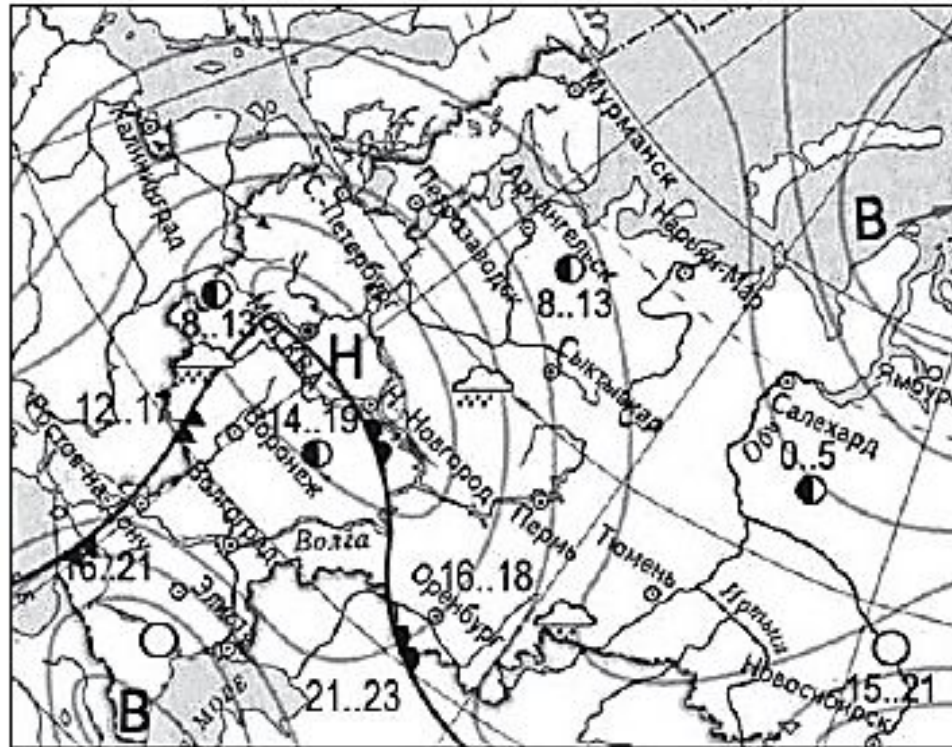 Мурманск
Калининград
С.-Петербург
Петрозаводск
Архангельск
Нарьян-Мар
В
8..13
8..13
Москва
Н
Сыктывкар
Ямбург
Салехард
Обь
0..5
12..17
14..19
Воронеж
Н. Новгород
Ростов-на-Дону
Волгоград
Волга
Пермь
Тюмень
16..21
Элиста
Оренбург
16..18
Иртыш
Новосибирск
15..21
В
море
21..23